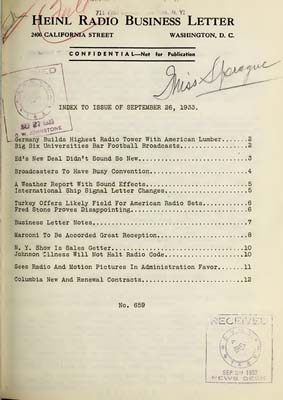 HEINL RADIO BUSINESS LETTER
2400 CALIFORNIA STREET WASHINGTON, D. C.
CONFIDENTIAL—Not for Publication
Miss Sprague
INDEX TO ISSUE OF SEPTEMBER 26, 1933.
Germany Builds Highest Radio Tower With American Lumber......2
Big Six Universities Bar Football Broadcasts.................2
Ed's New Deal Didn't Sound So New............................3
Broadcasters To Have Busy Convention.........................4
A Weather Report With Sound Effects..........................5
International Ship Signal Letter Changes.....................5
Turkey Offers Likely Field For American Radio Sets...........6
Fred Stone Proves Disappointing..............................6
Business Letter Notes........................................7
Marconi To Be Accorded Great Reception.......................8
N. Y. Show Is Sales Getter..................................10
Johnson Illness Will Not Halt Radio Code....................10
Sees Radio And Motion Pictures In Administration Favor......11
Columbia New And Renewal Contracts..........................12
No. 659
RECEIVED
SEP 1933
NEWS DESK